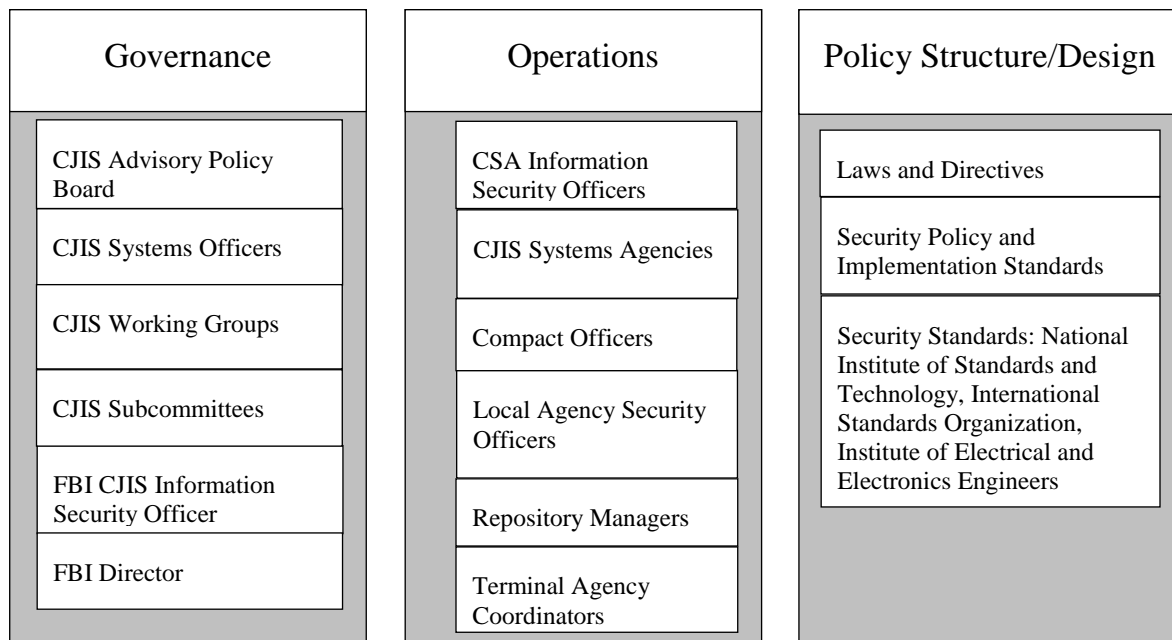 Governance
CJIS Advisory Policy
Board
CJIS Systems Officers
CJIS Working Groups
CJIS Subcommittees
FBI CJIS Information
Security Officer
FBI Director
Operations
CSA Information
Security Officers
CJIS Systems Agencies
Compact Officers
Local Agency Security
Officers
Repository Managers
Terminal Agency
Coordinators
Policy Structure/Design
Laws and Directives
Security Policy and
Implementation Standards
Security Standards: National
Institute of Standards and
Technology, International
Standards Organization,
Institute of Electrical and
Electronics Engineers